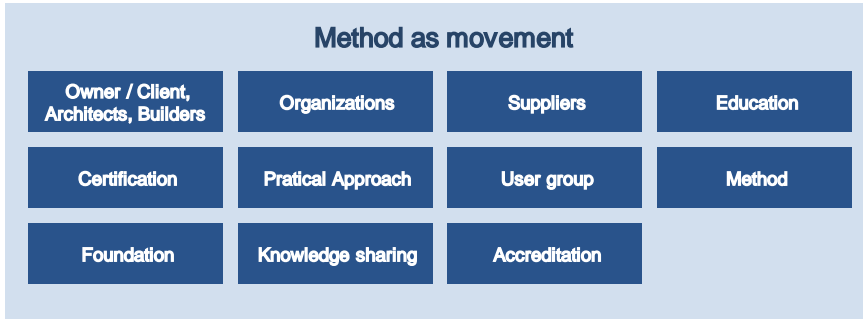 Method as movement
Owner / Client,
Architects, Builders
Organizations
Suppliers
Education
Certification
Pratical Approach
User group
Method
Foundation
Knowledge sharing
Accreditation